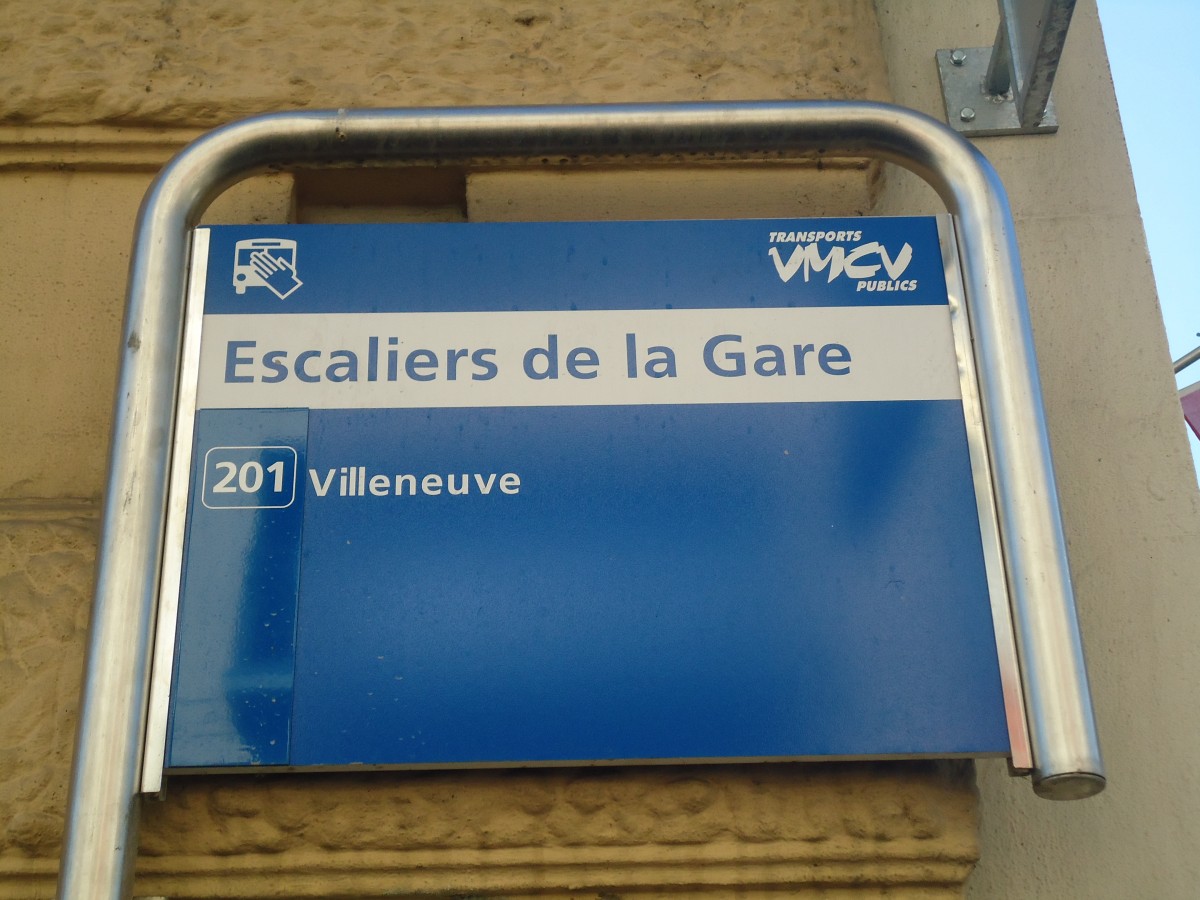 TRANSPORTS
VMCV
PUBLICS
Escaliers de la Gare
201 Villeneuve